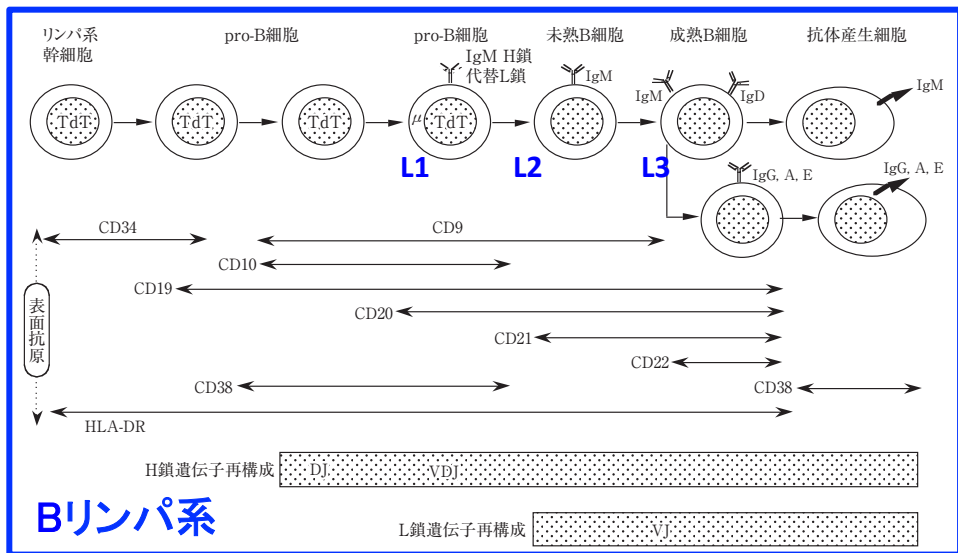 リンパ系
幹細胞
pro-B細胞
pro-B細胞
未熟B細胞
成熟B細胞
抗体産生細胞
IgM H鎖
代替L鎖
IgM
IgM
IgD
IgM
TdT
TdT
TdT
μ
TdT
L1
L2
L3
IgG, A, E
IgG, A, E
CD34
CD9
CD10
CD19
CD20
表面抗原
CD21
CD22
CD38
CD38
HLA-DR
H鎖遺伝子再構成
DJ
VDJ
Bリンパ系
L鎖遺伝子再構成
VJ